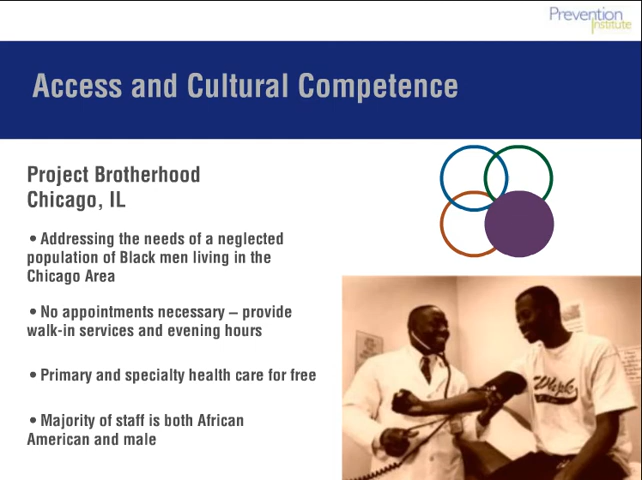 Prevention
Institute
Access and Cultural Competence
Project Brotherhood
Chicago, IL
• Addressing the needs of a neglected
population of Black men living in the
Chicago Area
• No appointments necessary – provide
walk-in services and evening hours
• Primary and specialty health care for free
• Majority of staff is both African
American and male